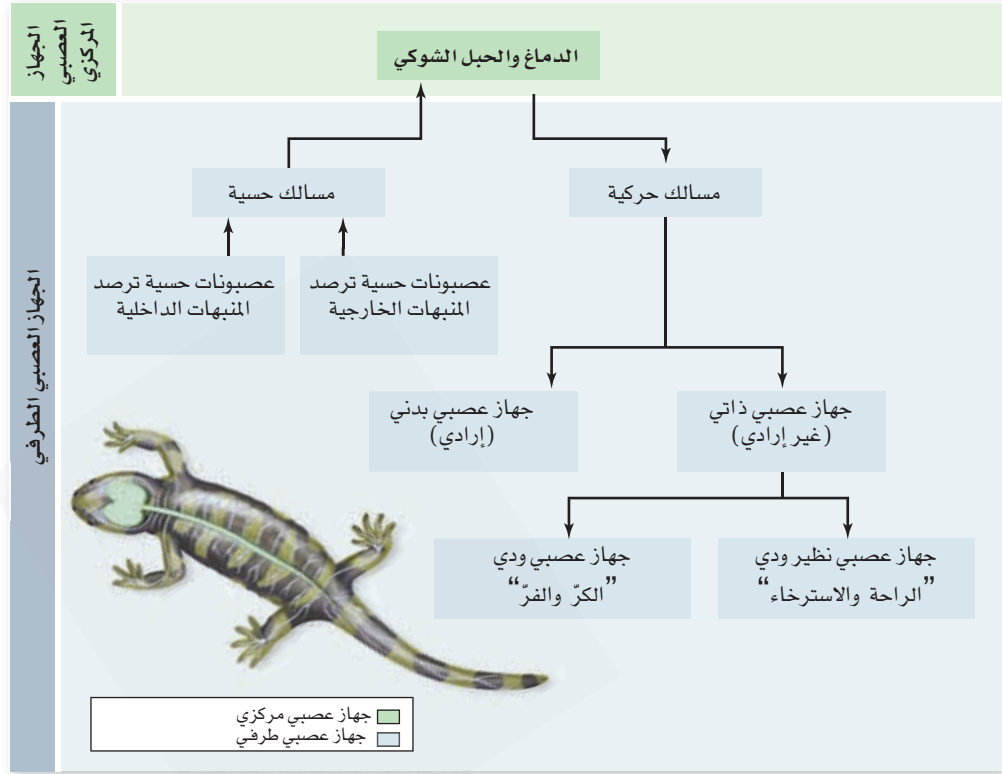 الجهاز
العصبي
المركزي
الدماغ والحبل الشوكي
الجهاز العصبي الطرفي
مسالك حركية
مسالك حسية
عصبونات حسية ترصد
المنبهات الخارجية
عصبونات حسية ترصد
المنبهات الداخلية
جهاز عصبي ذاتي
(غير إرادي)
جهاز عصبي بدني
(إرادي)
جهاز عصبي نظير ودي
“الراحة والاسترخاء”
جهاز عصبي ودي
“الكرّ والفرّ”
جهاز عصبي مركزي
جهاز عصبي طرفي